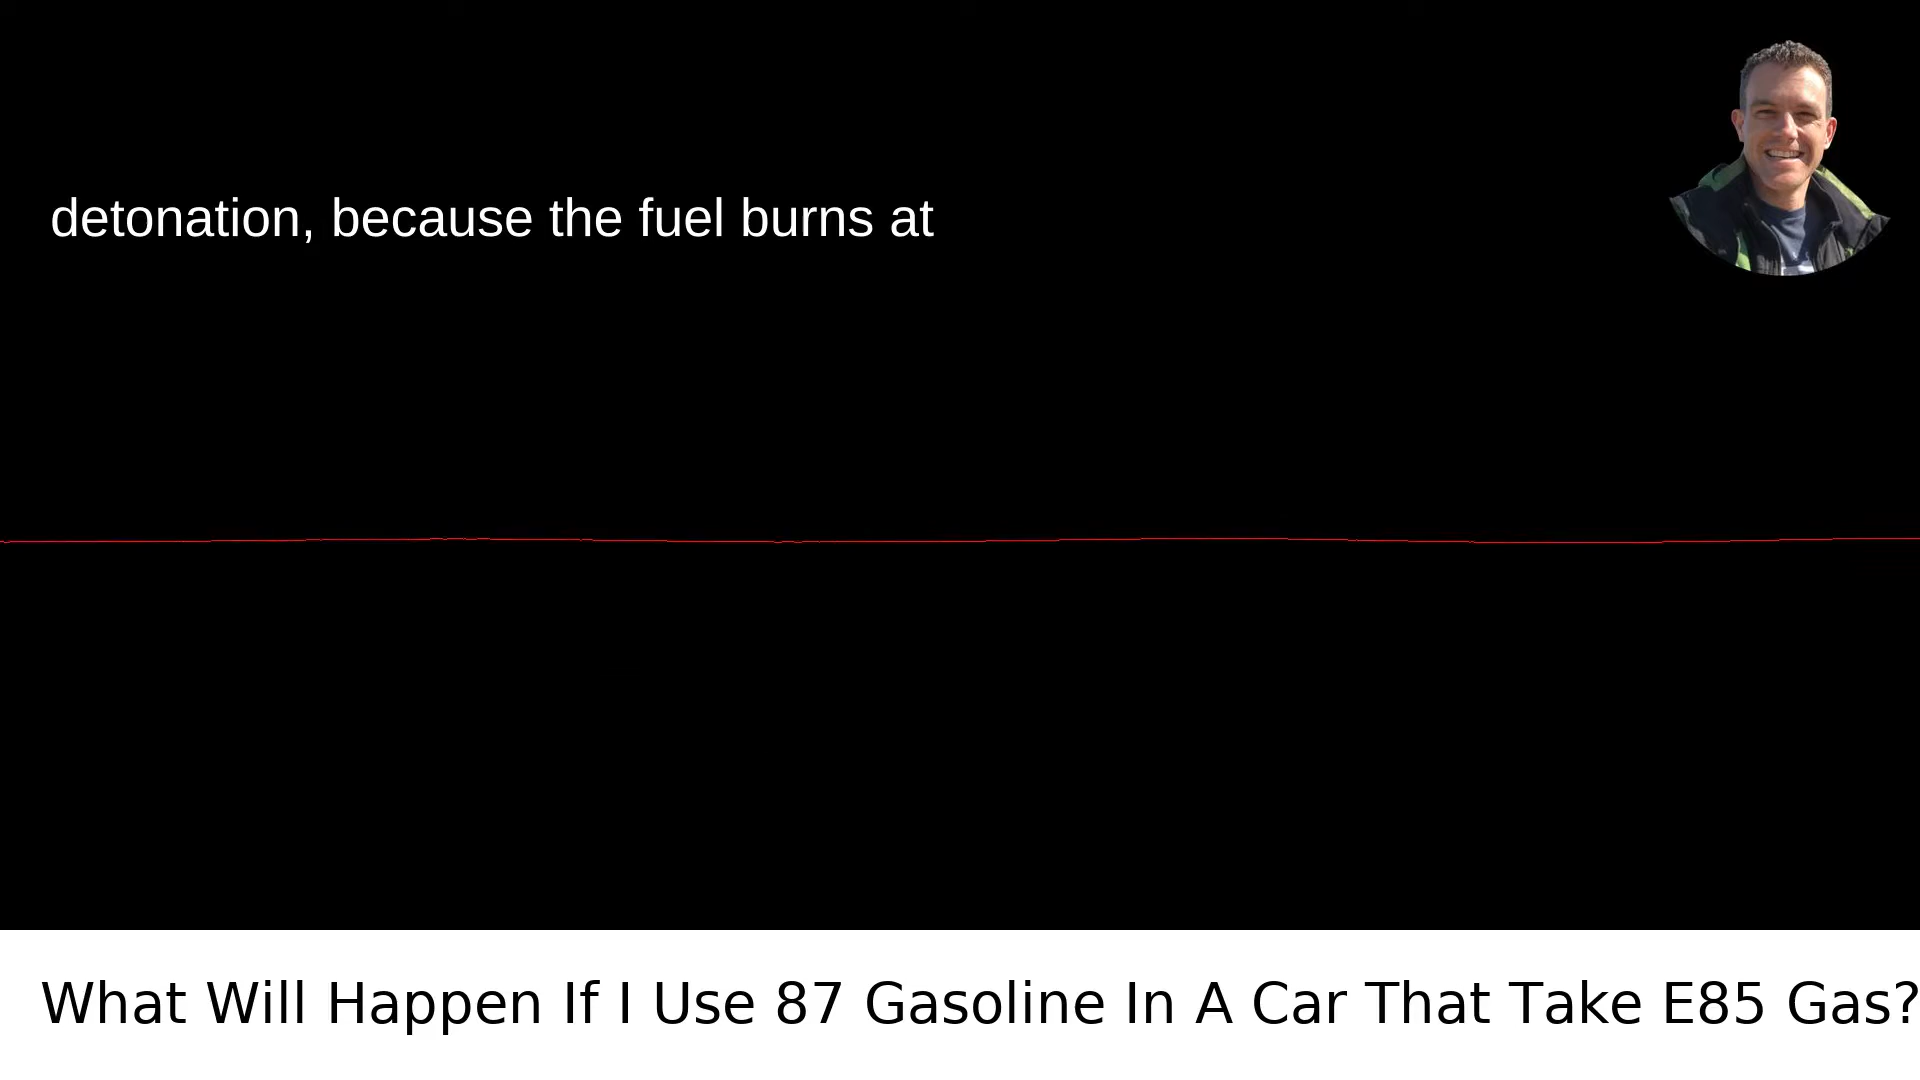 detonation, because the fuel burns at
What Will Happen If I Use 87 Gasoline In A Car That Take E85 Gas?